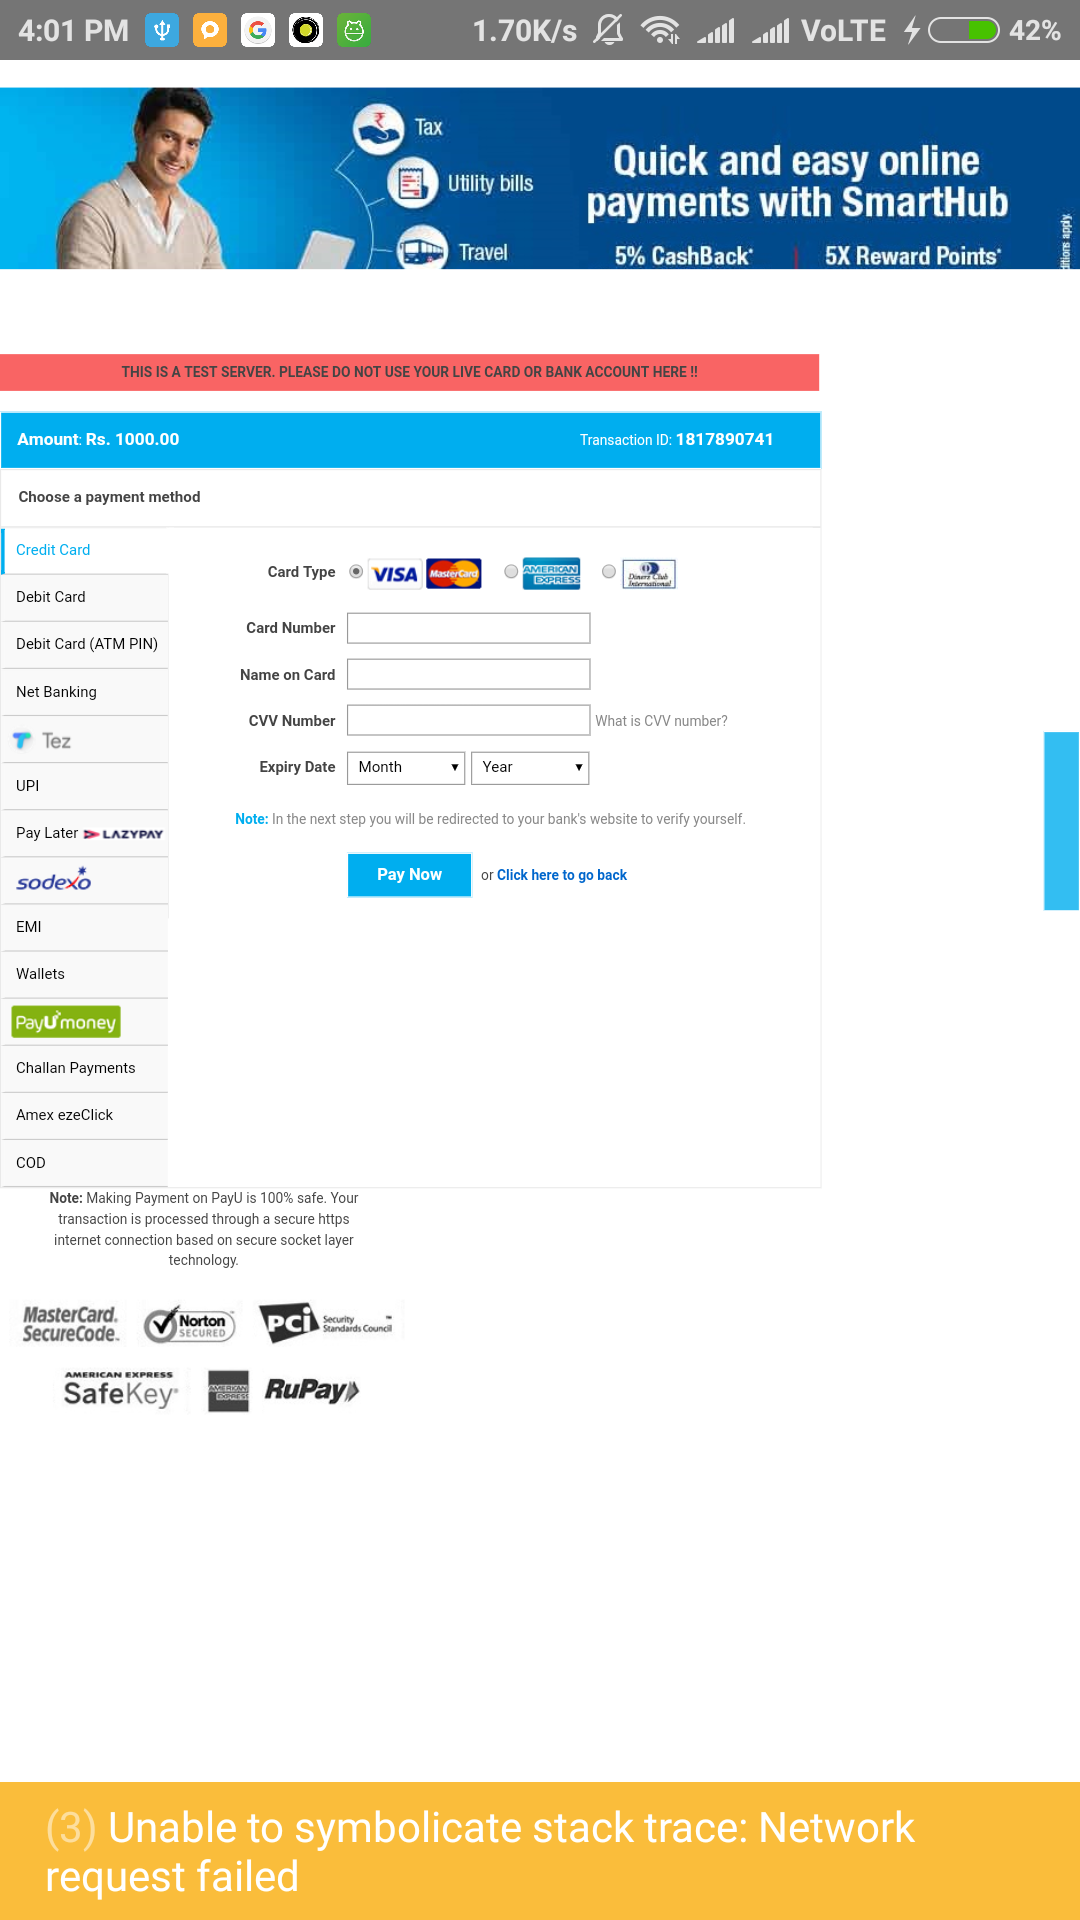 4:01 PM 1.70K/s VoLTE 42%
Tax
Utility bills
Travel
Quick and easy online
payments with SmartHub
5% CashBack* 5X Reward Points*
apply.
THIS IS A TEST SERVER. PLEASE DO NOT USE YOUR LIVE CARD OR BANK ACCOUNT HERE !!
Amount: Rs. 1000.00 Transaction ID: 1817890741
Choose a payment method
Credit Card
Debit Card
Debit Card (ATM PIN)
Net Banking
Tez
UPI
Pay Later LAZYPAY
sodexo
EMI
Wallets
PayUmoney
Challan Payments
Amex ezeClick
COD
Card Type VISA MasterCard AMERICAN EXPRESS Diners Club International
Card Number
Name on Card
CVV Number What is CVV number?
Expiry Date Month Year
Note: In the next step you will be redirected to your bank's website to verify yourself.
Pay Now or Click here to go back
Note: Making Payment on PayU is 100% safe. Your
transaction is processed through a secure https
internet connection based on secure socket layer
technology.
MasterCard. SecureCode. Norton SECURED PCi Security Standards Council
AMERICAN EXPRESS SafeKey AMERICAN EXPRESS RuPay
(3) Unable to symbolicate stack trace: Network
request failed